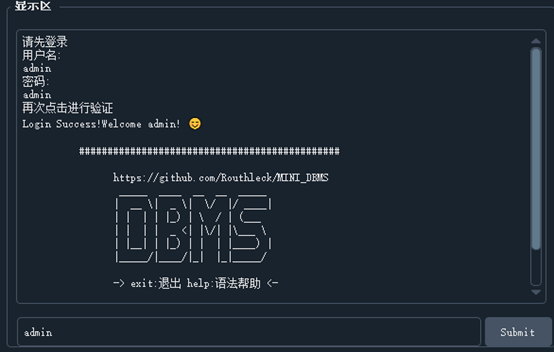 显示区
请先登录
用户名:
admin
密码:
admin
再次点击进行验证
Login Success!Welcome admin! 😊
##############################################
https://github.com/Routhleck/MINI_DBMS
DBMS
-> exit:退出 help:语法帮助 <-
admin
Submit